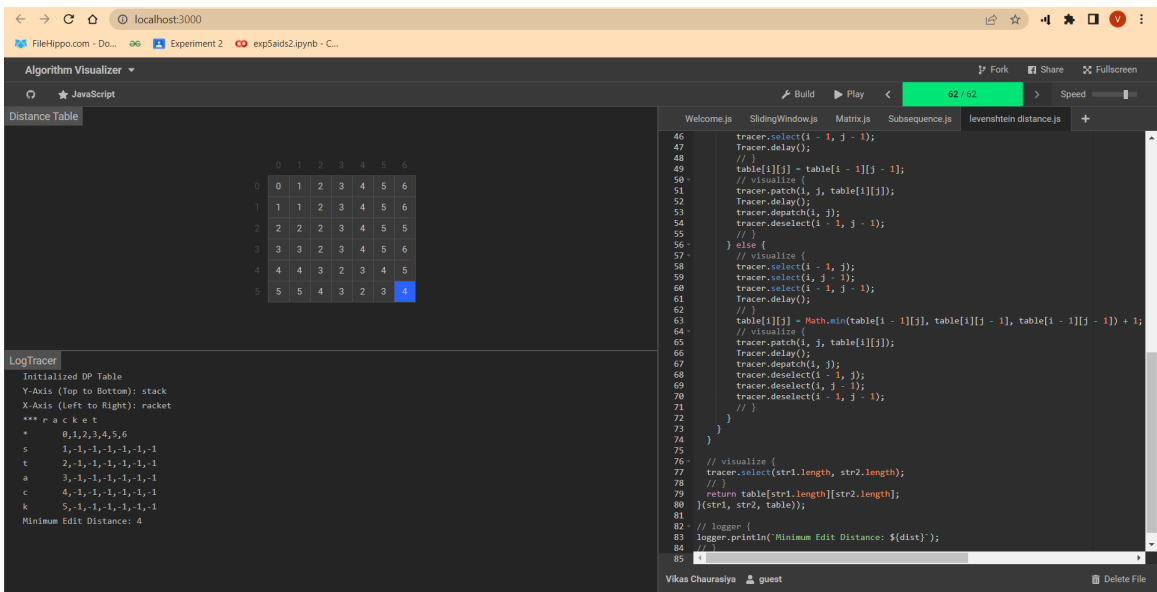 localhost:3000
V
FileHippo.com - Do...
Experiment 2
CO exp5aids2.ipynb - C...
Algorithm Visualizer
Fork
Share
Fullscreen
JavaScript
Build
Play
62 / 62
Speed
Distance Table
0 1 2 3 4 5 6
0 0 1 2 3 4 5 6
1 1 1 2 3 4 5 6
2 2 2 2 3 4 5 5
3 3 3 2 3 4 5 6
4 4 4 3 2 3 4 5
5 5 5 4 3 2 3 4
LogTracer
Initialized DP Table
Y-Axis (Top to Bottom): stack
X-Axis (Left to Right): racket
*** r a c k e t
* 0,1,2,3,4,5,6
s 1,-1,-1,-1,-1,-1,-1
t 2,-1,-1,-1,-1,-1,-1
a 3,-1,-1,-1,-1,-1,-1
c 4,-1,-1,-1,-1,-1,-1
k 5,-1,-1,-1,-1,-1,-1
Minimum Edit Distance: 4
Welcome.js SlidingWindow.js Matrix.js Subsequence.js levenshtein distance.js +
46 tracer.select(i - 1, j - 1);
47 Tracer.delay();
48 // }
49 table[i][j] = table[i - 1][j - 1];
50 // visualize {
51 tracer.patch(i, j, table[i][j]);
52 Tracer.delay();
53 tracer.depatch(i, j);
54 tracer.deselect(i - 1, j - 1);
55 // }
56 } else {
57 // visualize {
58 tracer.select(i - 1, j);
59 tracer.select(i, j - 1);
60 tracer.select(i - 1, j - 1);
61 Tracer.delay();
62 // }
63 table[i][j] = Math.min(table[i - 1][j], table[i][j - 1], table[i - 1][j - 1]) + 1;
64 // visualize {
65 tracer.patch(i, j, table[i][j]);
66 Tracer.delay();
67 tracer.depatch(i, j);
68 tracer.deselect(i - 1, j);
69 tracer.deselect(i, j - 1);
70 tracer.deselect(i - 1, j - 1);
71 // }
72 }
73 }
74 }
75
76 // visualize {
77 tracer.select(str1.length, str2.length);
78 // }
79 return table[str1.length][str2.length];
80 }(str1, str2, table));
81
82 // logger {
83 logger.println(`Minimum Edit Distance: ${dist}`);
84 // }
85
Vikas Chaurasiya
guest
Delete File